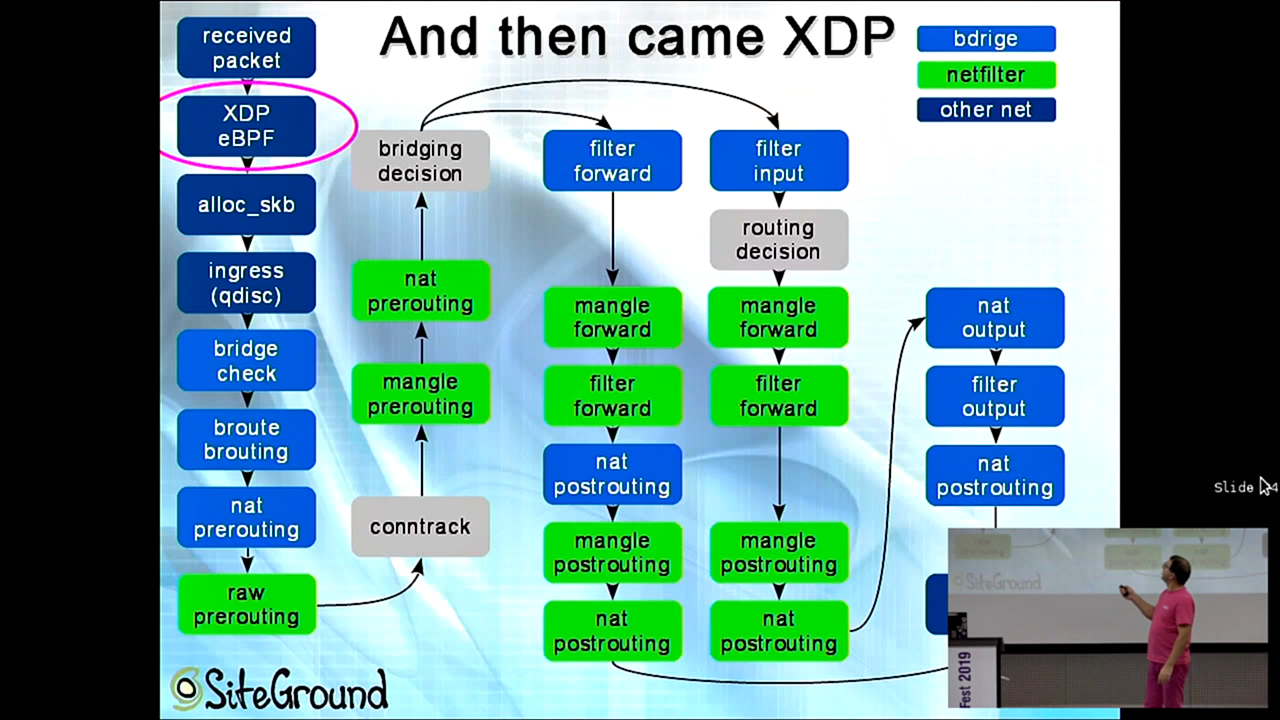 And then came XDP
received
packet
XDP
eBPF
alloc_skb
ingress
(qdisc)
bridge
check
broute
brouting
nat
prerouting
raw
prerouting
bridging
decision
nat
prerouting
mangle
prerouting
conntrack
filter
forward
mangle
forward
filter
forward
nat
postrouting
mangle
postrouting
nat
postrouting
filter
input
routing
decision
mangle
forward
filter
forward
mangle
postrouting
nat
postrouting
bdrige
netfilter
other net
nat
output
filter
output
nat
postrouting
Slide
SiteGround
SiteGround
Fest 2019